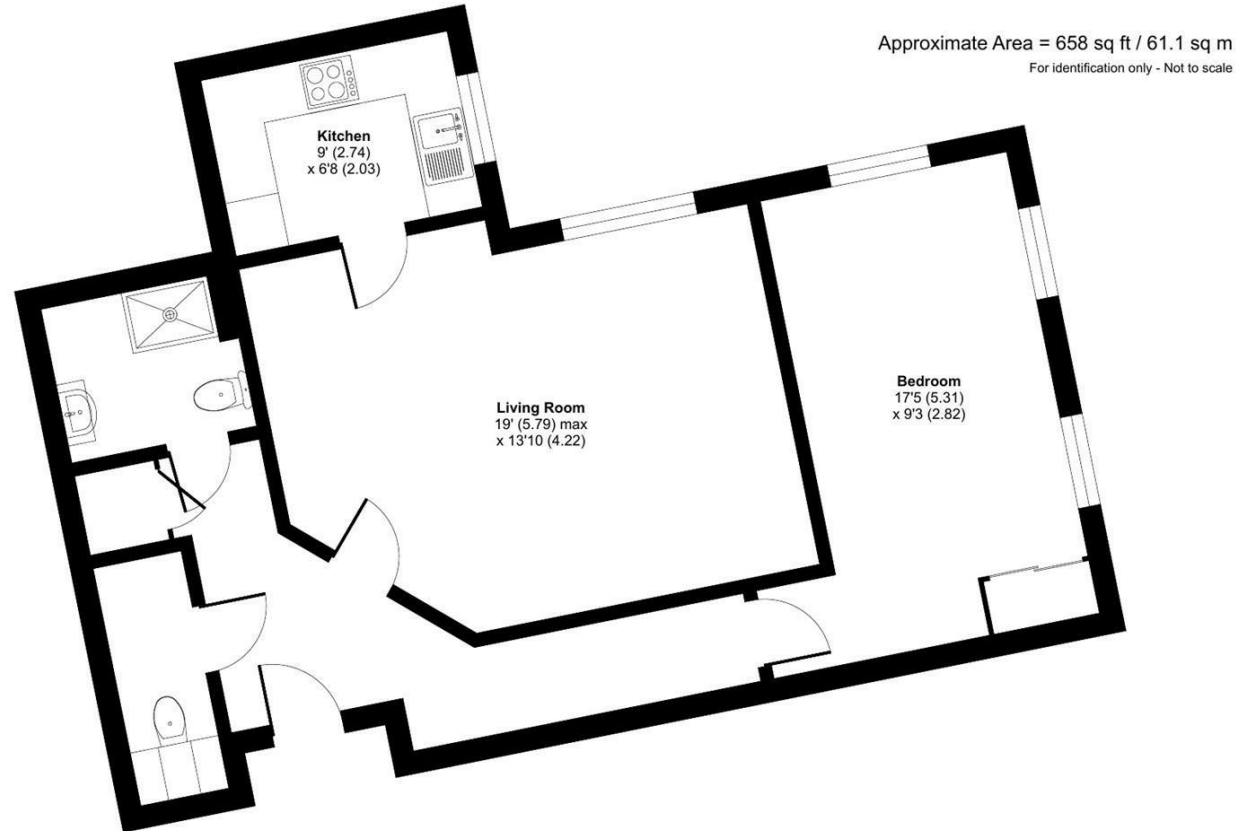 Approximate Area = 658 sq ft / 61.1 sq m
For identification only - Not to scale
Kitchen
9' (2.74)
x 6'8 (2.03)
Living Room
19' (5.79) max
x 13'10 (4.22)
Bedroom
17'5 (5.31)
x 9'3 (2.82)